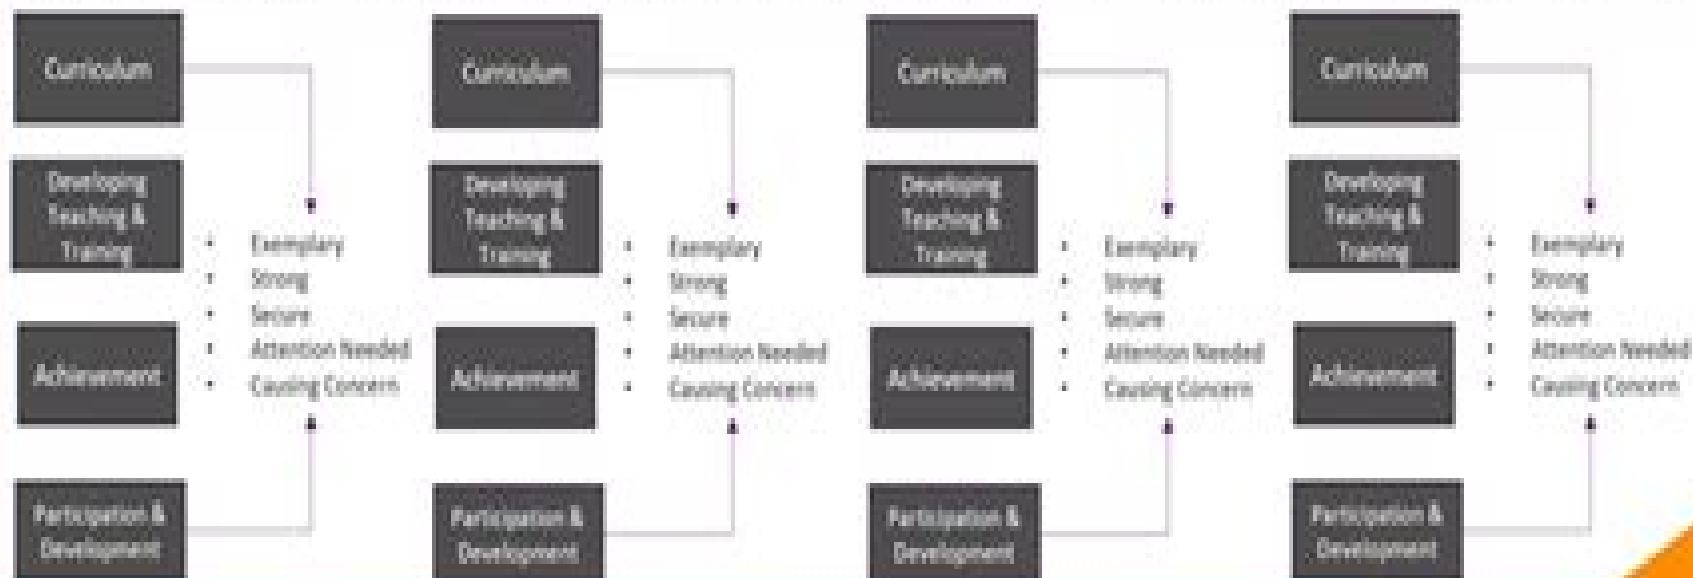 Curriculum
Developing
Teaching &
Training
Achievement
Participation &
Development
• Exemplary
• Strong
• Secure
• Attention Needed
• Causing Concern
Curriculum
Developing
Teaching &
Training
Achievement
Participation &
Development
• Exemplary
• Strong
• Secure
• Attention Needed
• Causing Concern
Curriculum
Developing
Teaching &
Training
Achievement
Participation &
Development
• Exemplary
• Strong
• Secure
• Attention Needed
• Causing Concern
Curriculum
Developing
Teaching &
Training
Achievement
Participation &
Development
• Exemplary
• Strong
• Secure
• Attention Needed
• Causing Concern